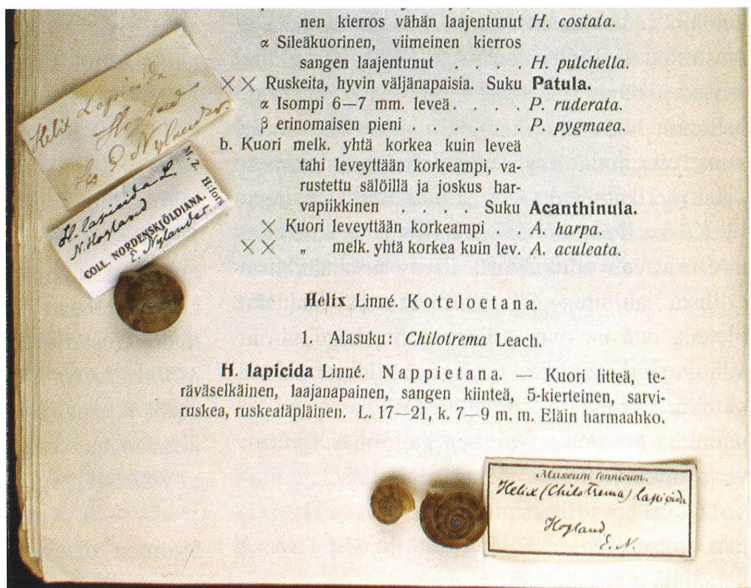 nen kierros vähän laajentunut H. costata.
α Sileäkuorinen, viimeinen kierros
sangen laajentunut . . . . H. pulchella.
×× Ruskeita, hyvin väljänapaisia. Suku Patula.
α Isompi 6—7 mm. leveä . . . . P. ruderata.
β erinomaisen pieni . . . . . . P. pygmaea.
b. Kuori melk. yhtä korkea kuin leveä
tahi leveyttään korkeampi, va-
rustettu sälöillä ja joskus har-
vapiikkinen . . . . . Suku Acanthinula.
× Kuori leveyttään korkeampi . . A. harpa.
×× „ melk. yhtä korkea kuin lev. A. aculeata.
Helix Linné. Koteloetana.
1. Alasuku: Chilotrema Leach.
H. lapicida Linné. Nappietana. — Kuori litteä, te-
räväselkäinen, laajanapainen, sangen kiinteä, 5-kierteinen, sarvi-
ruskea, ruskealäpläinen. L. 17—21, k. 7—9 m. m. Eläin harmaahko.
Helix Lapicida
Hogland
E Nylander
H. lapicida L.
N. Hogland
E. Nylander.
COLL. NORDENSKJÖLDIANA. M. Z. H:fors.
Museum fennicum.
Helix (Chilotrema) lapicida
Hogland
E. N.